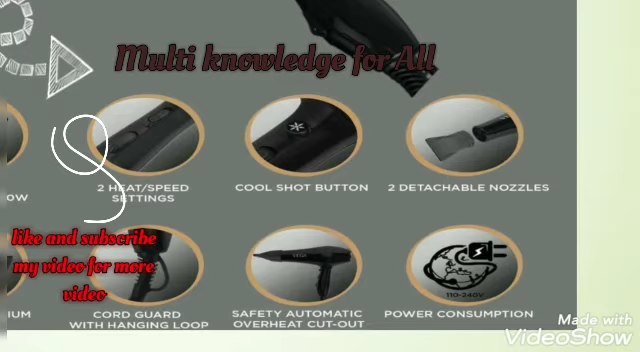 Multi knowledge for All
2 HEAT/SPEED
SETTINGS
COOL SHOT BUTTON
2 DETACHABLE NOZZLES
OW
like and subscribe
my video for more
video
110-240V
IUM
CORD GUARD
WITH HANGING LOOP
SAFETY AUTOMATIC
OVERHEAT CUT-OUT
POWER CONSUMPTION
Made with
VideoShow